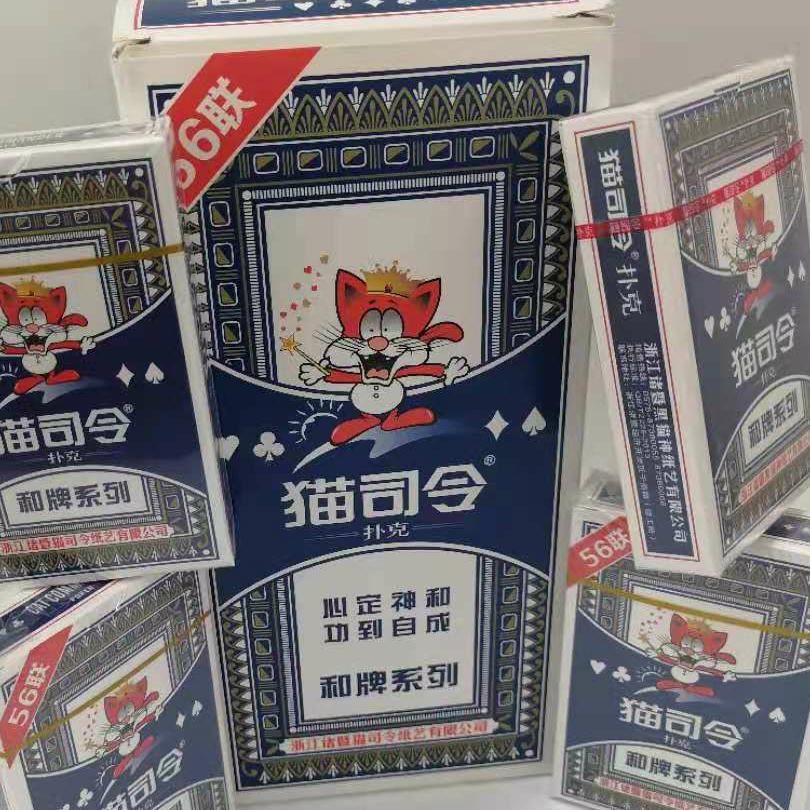 56联
猫司令®
扑克
心定神和
功到自成
和牌系列
浙江诸暨猫司令纸艺有限公司
猫司令®
扑克
和牌系列
浙江诸暨猫司令纸艺有限公司
猫司令® 扑克
浙江诸暨黑猫神纸艺有限公司
猫司令®
扑克
和牌系列
56联
猫司令
56联
猫司令®
扑克
和牌系列